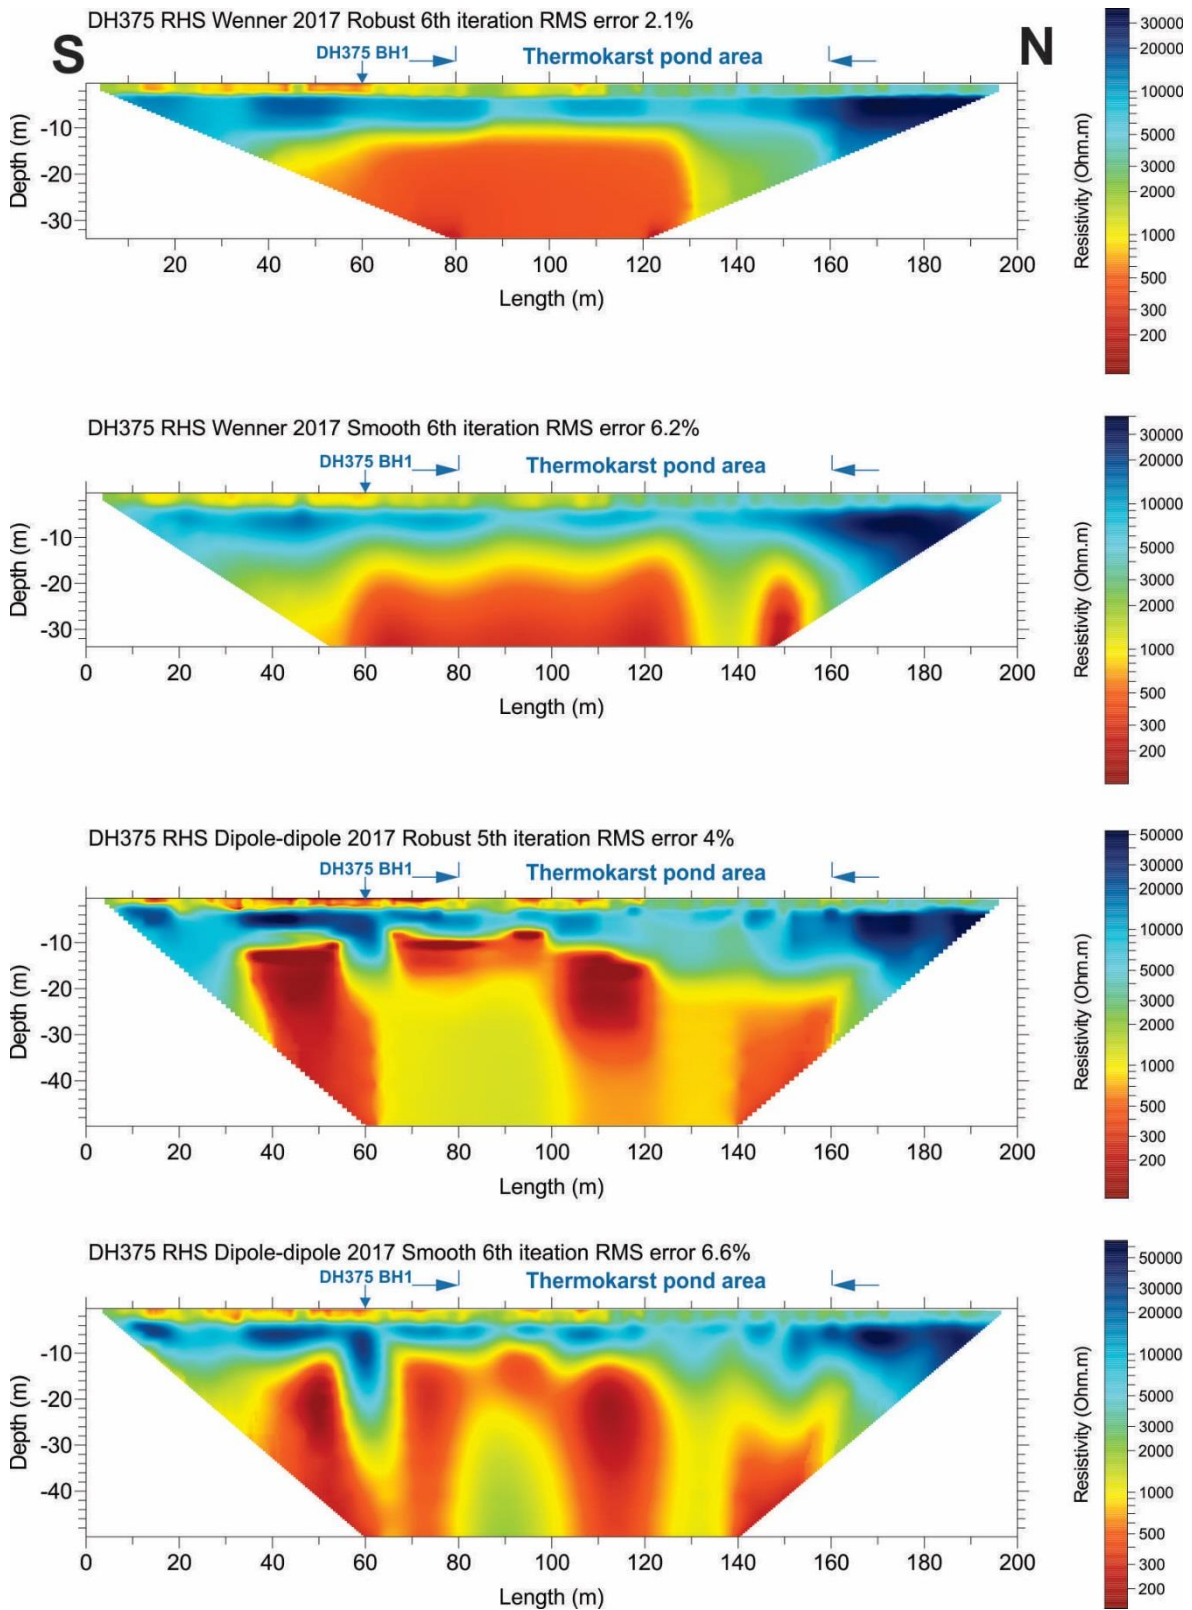 DH375 RHS Wenner 2017 Robust 6th iteration RMS error 2.1%
S
DH375 BH1
Thermokarst pond area
N
Depth (m)
-10
-20
-30
20 40 60 80 100 120 140 160 180 200
Length (m)
Resistivity (Ohm.m)
30000
20000
10000
5000
3000
2000
1000
500
300
200
DH375 RHS Wenner 2017 Smooth 6th iteration RMS error 6.2%
DH375 BH1
Thermokarst pond area
Depth (m)
-10
-20
-30
0 20 40 60 80 100 120 140 160 180 200
Length (m)
Resistivity (Ohm.m)
30000
20000
10000
5000
3000
2000
1000
500
300
200
DH375 RHS Dipole-dipole 2017 Robust 5th iteration RMS error 4%
DH375 BH1
Thermokarst pond area
Depth (m)
-10
-20
-30
-40
0 20 40 60 80 100 120 140 160 180 200
Length (m)
Resistivity (Ohm.m)
50000
30000
20000
10000
5000
3000
2000
1000
500
300
200
DH375 RHS Dipole-dipole 2017 Smooth 6th iteation RMS error 6.6%
DH375 BH1
Thermokarst pond area
Depth (m)
-10
-20
-30
-40
0 20 40 60 80 100 120 140 160 180 200
Length (m)
Resistivity (Ohm.m)
50000
30000
20000
10000
5000
3000
2000
1000
500
300
200